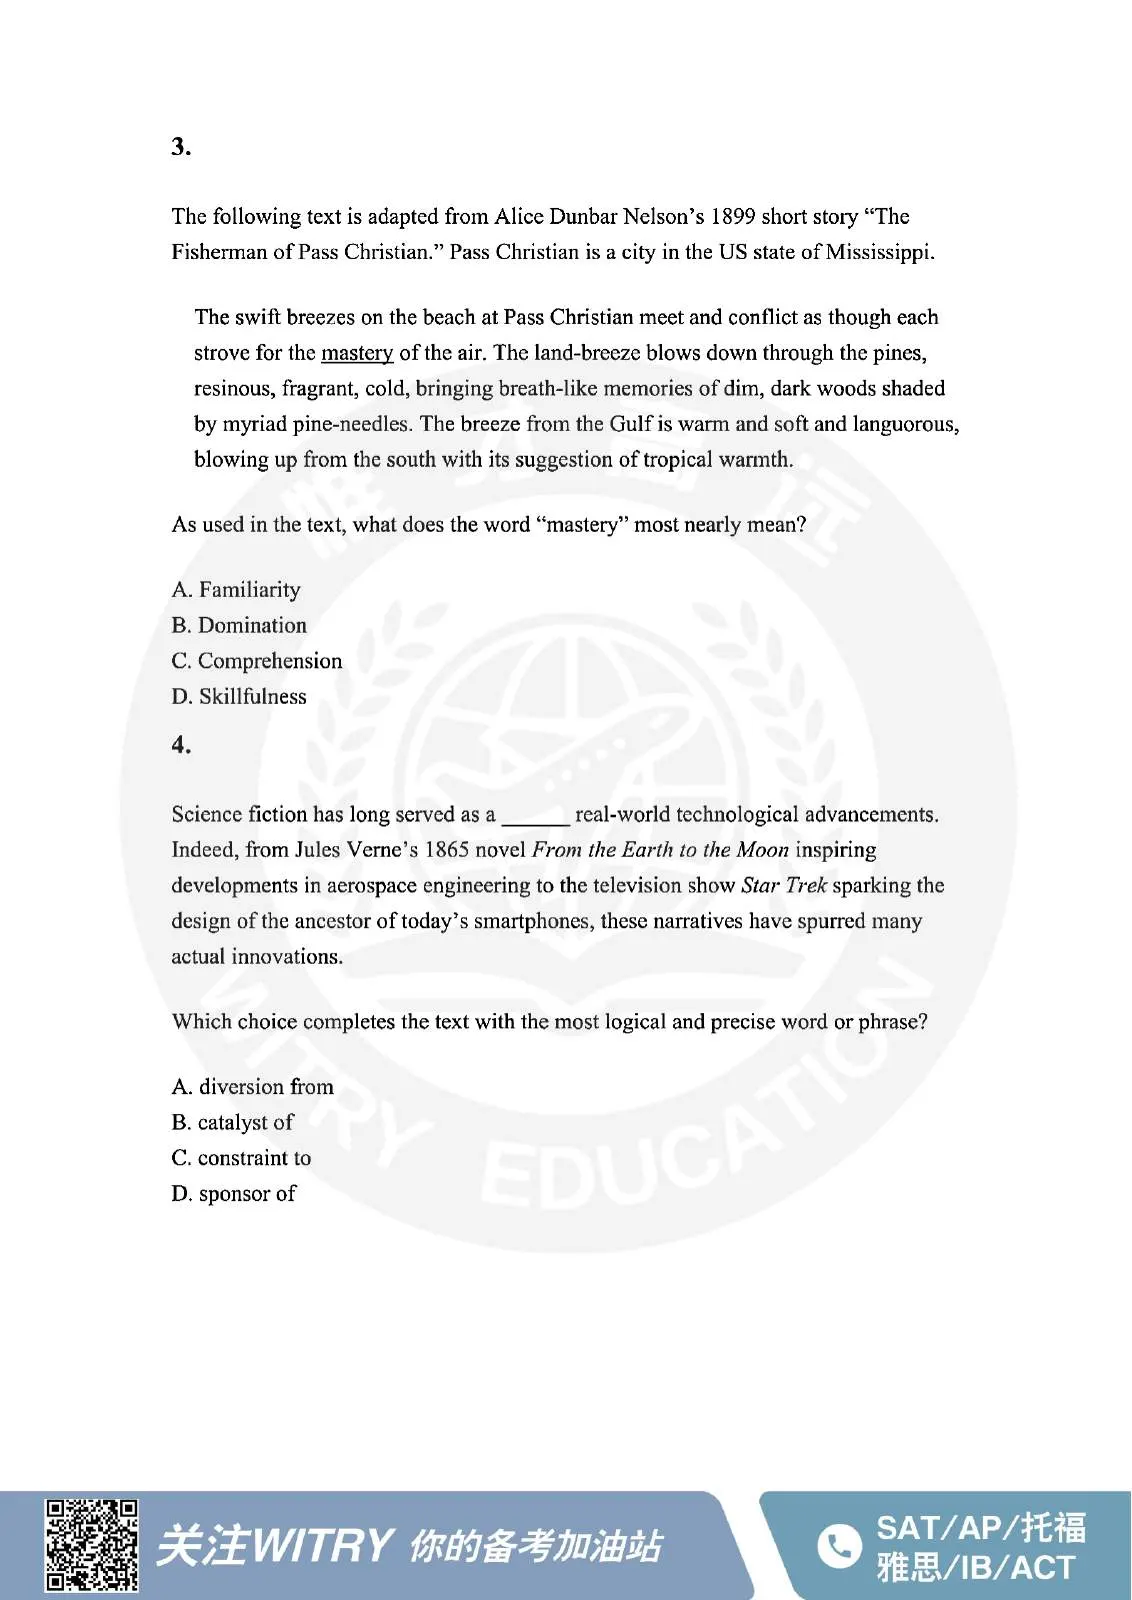 3.
The following text is adapted from Alice Dunbar Nelson’s 1899 short story “The
Fisherman of Pass Christian.” Pass Christian is a city in the US state of Mississippi.
The swift breezes on the beach at Pass Christian meet and conflict as though each
strove for the mastery of the air. The land-breeze blows down through the pines,
resinous, fragrant, cold, bringing breath-like memories of dim, dark woods shaded
by myriad pine-needles. The breeze from the Gulf is warm and soft and languorous,
blowing up from the south with its suggestion of tropical warmth.
As used in the text, what does the word “mastery” most nearly mean?
A. Familiarity
B. Domination
C. Comprehension
D. Skillfulness
4.
Science fiction has long served as a ______ real-world technological advancements.
Indeed, from Jules Verne’s 1865 novel From the Earth to the Moon inspiring
developments in aerospace engineering to the television show Star Trek sparking the
design of the ancestor of today’s smartphones, these narratives have spurred many
actual innovations.
Which choice completes the text with the most logical and precise word or phrase?
A. diversion from
B. catalyst of
C. constraint to
D. sponsor of
WITRY EDUCATION
关注WITRY 你的备考加油站
SAT/AP/托福
雅思/IB/ACT